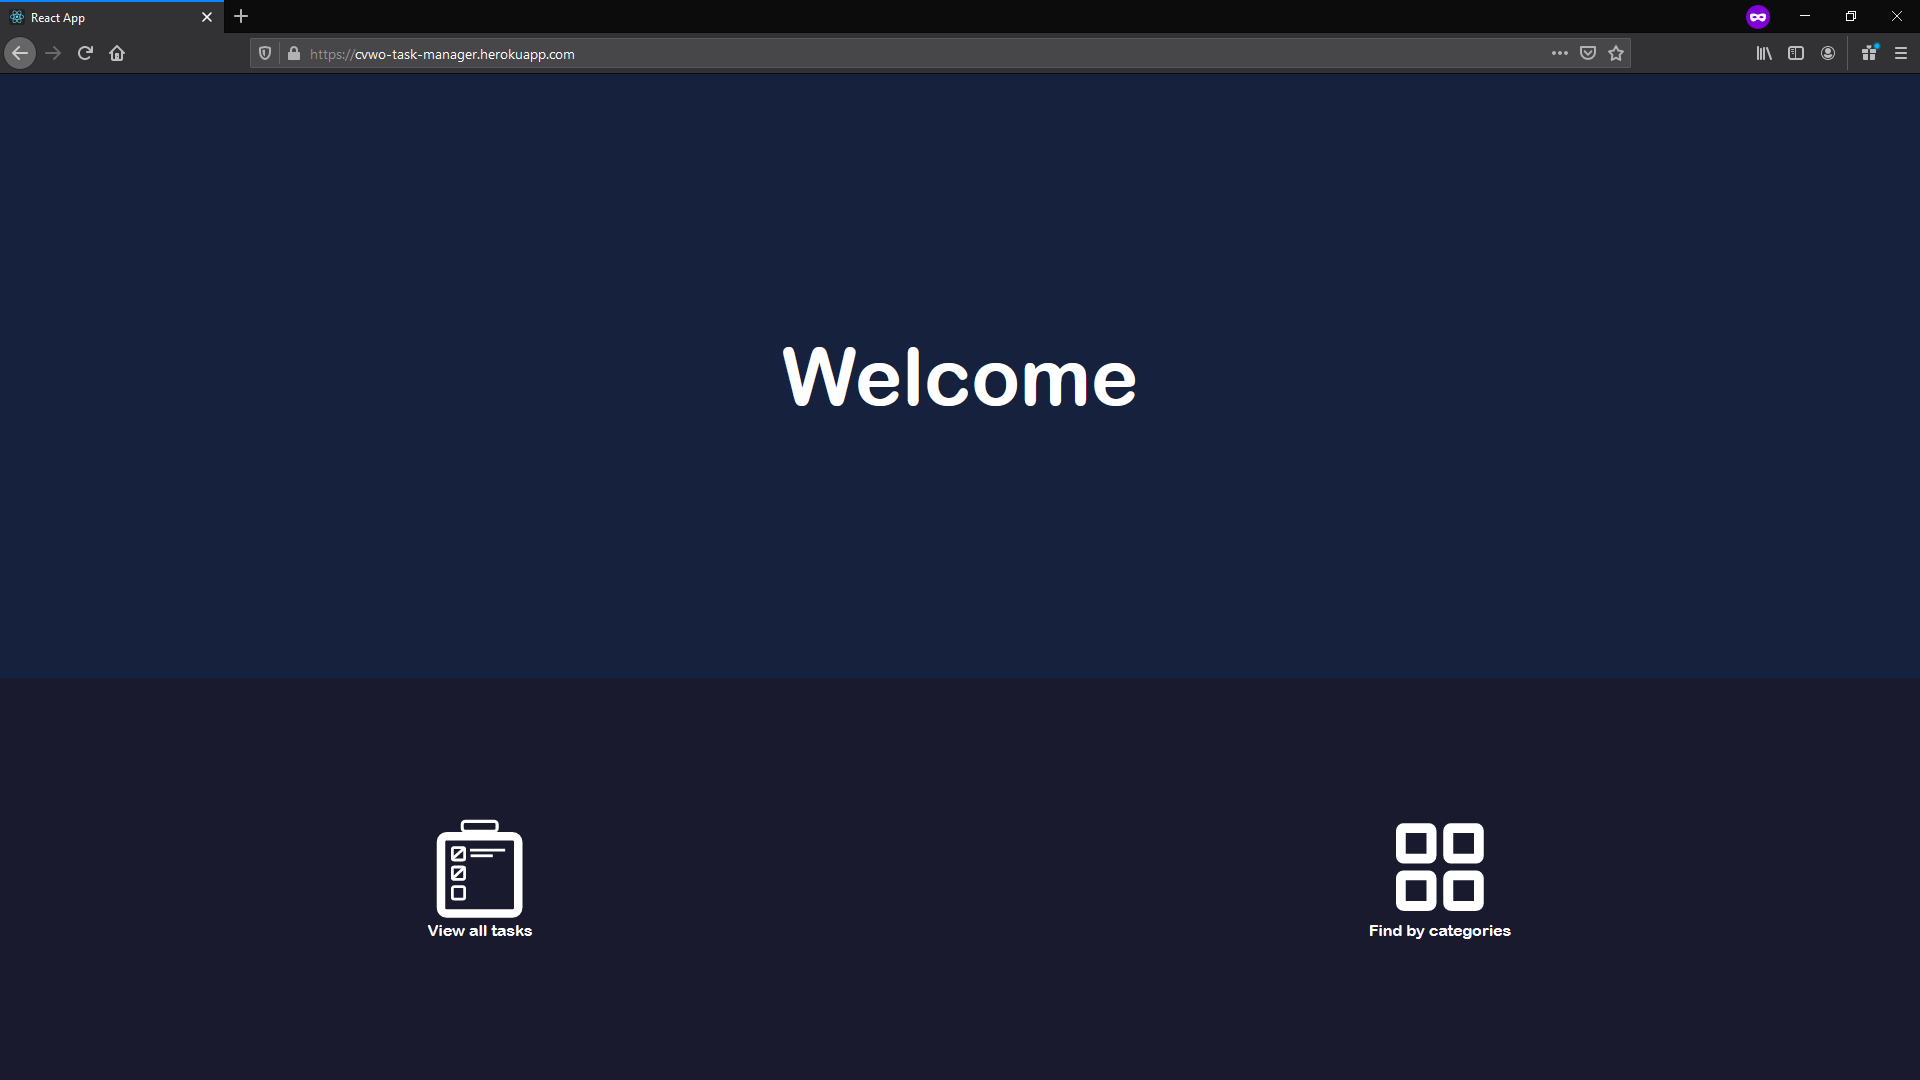 React App
https://cvwo-task-manager.herokuapp.com
Welcome
View all tasks
Find by categories